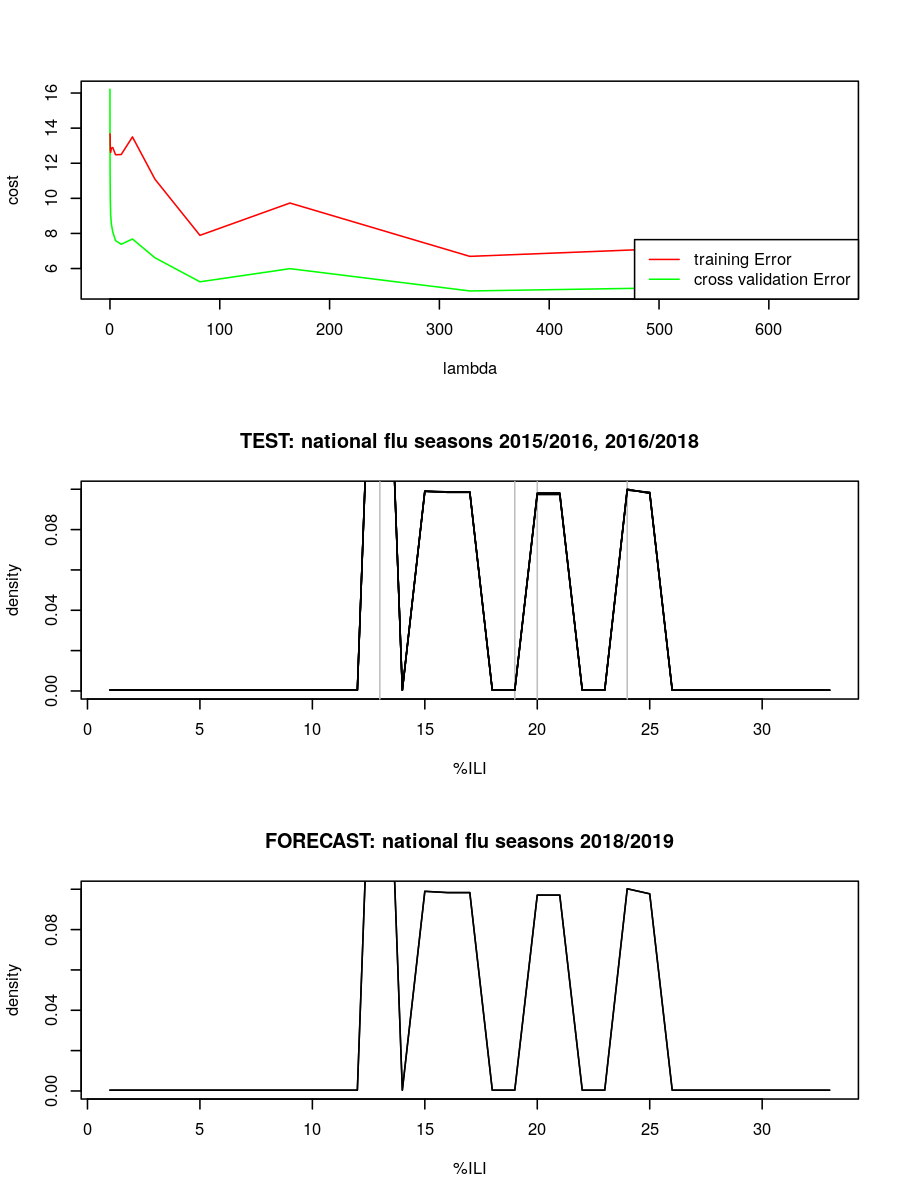 16
14
12
10
8
6
cost
training Error
cross validation Error
0 100 200 300 400 500 600
lambda
TEST: national flu seasons 2015/2016, 2016/2018
0.08
0.04
0.00
density
0 5 10 15 20 25 30
%ILI
FORECAST: national flu seasons 2018/2019
0.08
0.04
0.00
density
0 5 10 15 20 25 30
%ILI